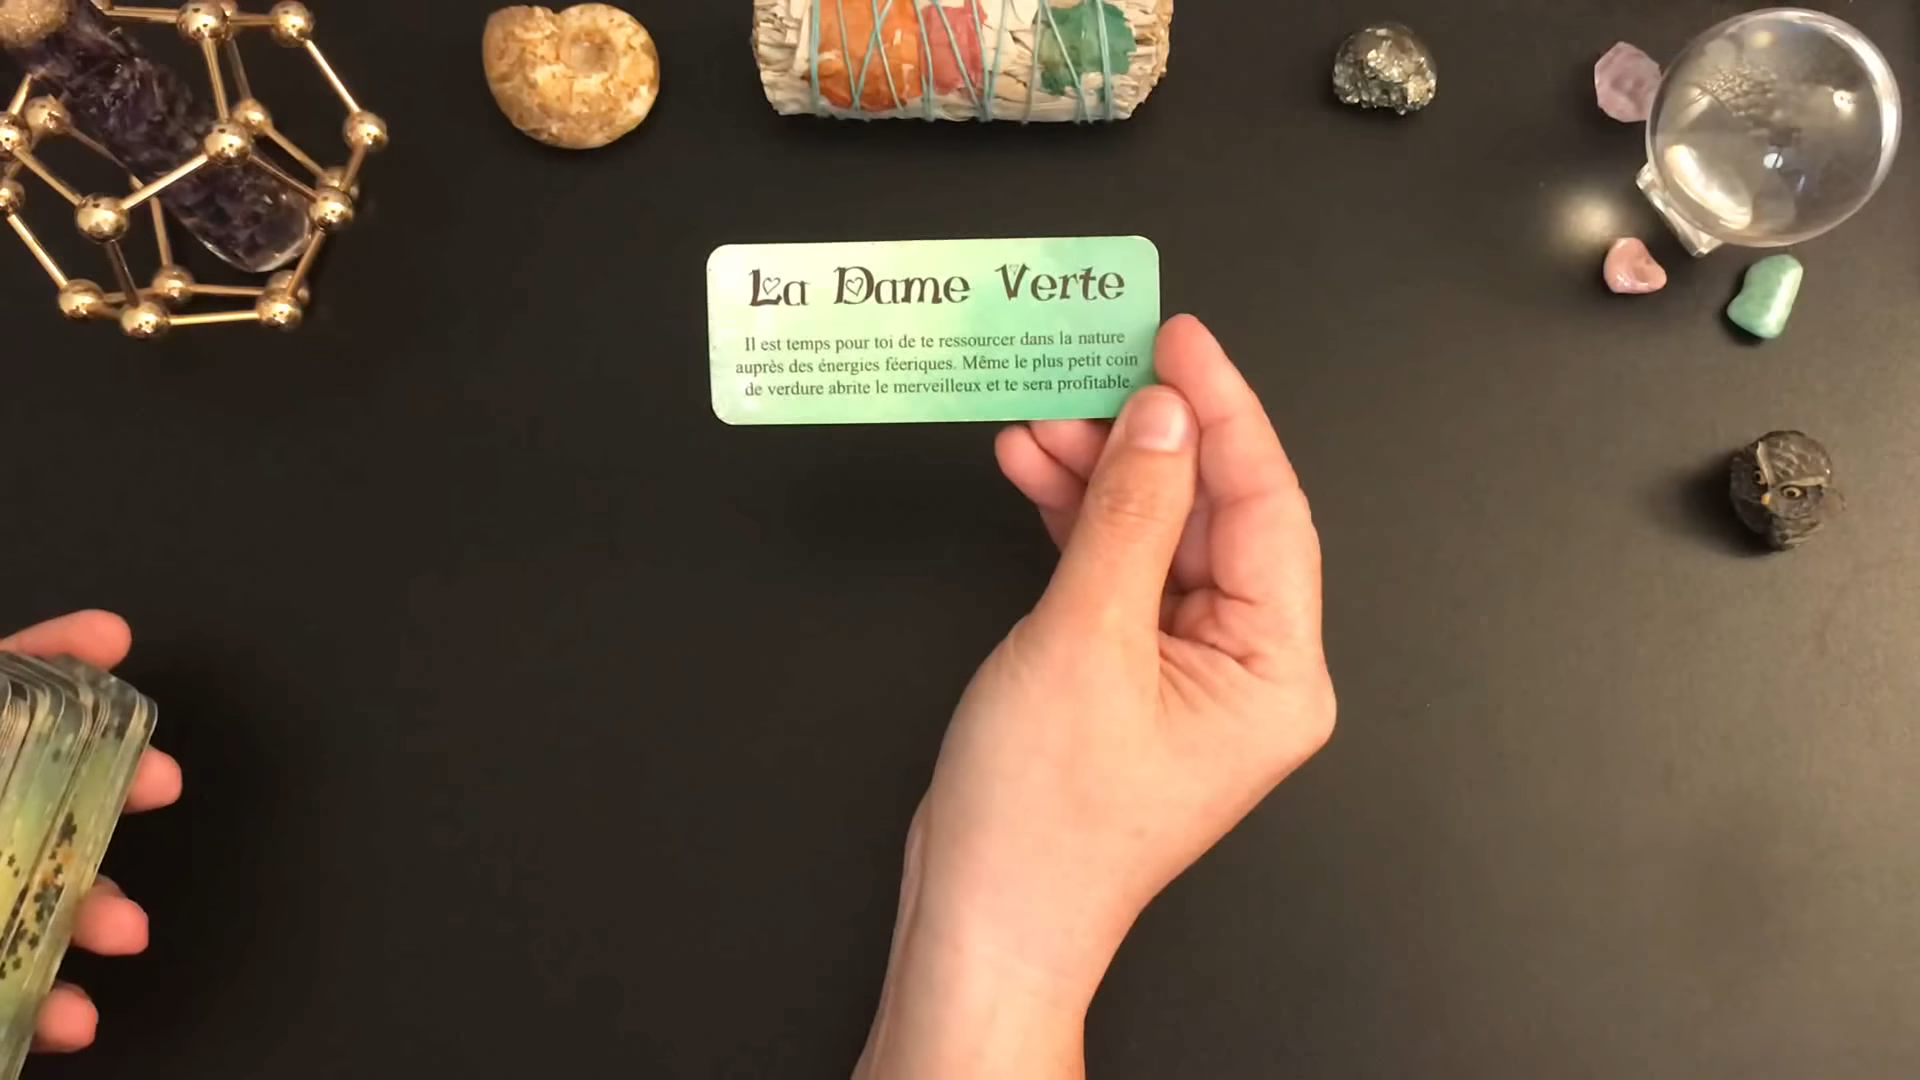 La Dame Verte
Il est temps pour toi de te ressourcer dans la nature
auprès des énergies féeriques. Même le plus petit coin
de verdure abrite le merveilleux et te sera profitable.